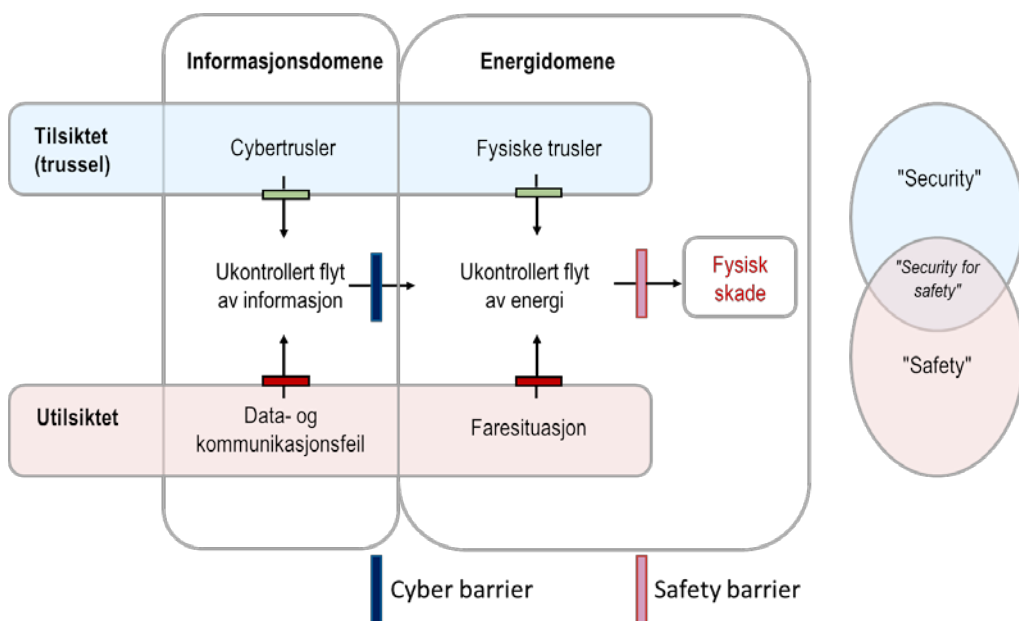 Informasjonsdomene
Energidomene
Tilsiktet
(trussel)
Cybertrusler
Fysiske trusler
Ukontrollert flyt
av informasjon
Ukontrollert flyt
av energi
Fysisk
skade
Utilsiktet
Data- og
kommunikasjonsfeil
Faresituasjon
"Security"
"Security for
safety"
"Safety"
Cyber barrier
Safety barrier